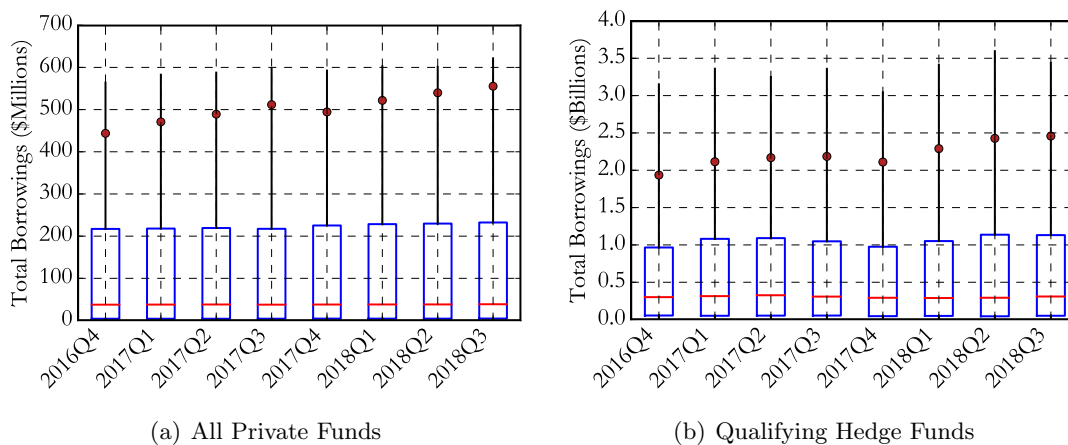 Total Borrowings ($Millions)
700
600
500
400
300
200
100
0
2016Q4
2017Q1
2017Q2
2017Q3
2017Q4
2018Q1
2018Q2
2018Q3
(a) All Private Funds
Total Borrowings ($Billions)
4.0
3.5
3.0
2.5
2.0
1.5
1.0
0.5
0.0
2016Q4
2017Q1
2017Q2
2017Q3
2017Q4
2018Q1
2018Q2
2018Q3
(b) Qualifying Hedge Funds